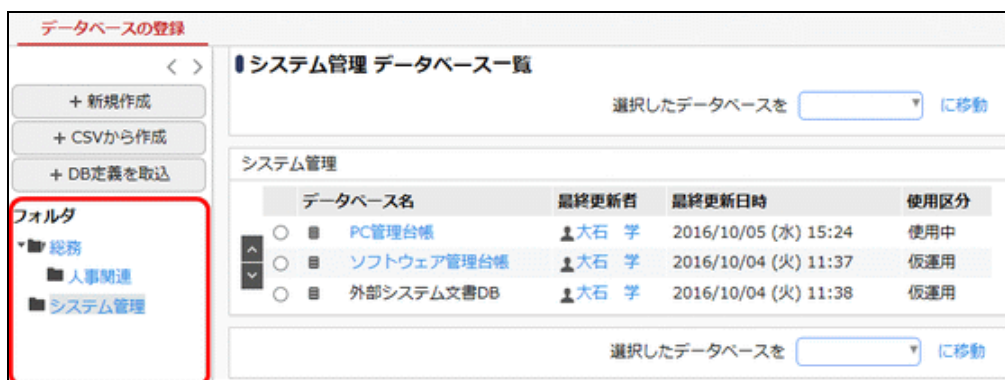 データベースの登録
< >
+ 新規作成
+ CSVから作成
+ DB定義を取込
フォルダ
総務
人事関連
システム管理
システム管理 データベース一覧
選択したデータベースを に移動
システム管理
データベース名 最終更新者 最終更新日時 使用区分
PC管理台帳 大石 学 2016/10/05 (水) 15:24 使用中
ソフトウェア管理台帳 大石 学 2016/10/04 (火) 11:37 仮運用
外部システム文書DB 大石 学 2016/10/04 (火) 11:38 仮運用
選択したデータベースを に移動